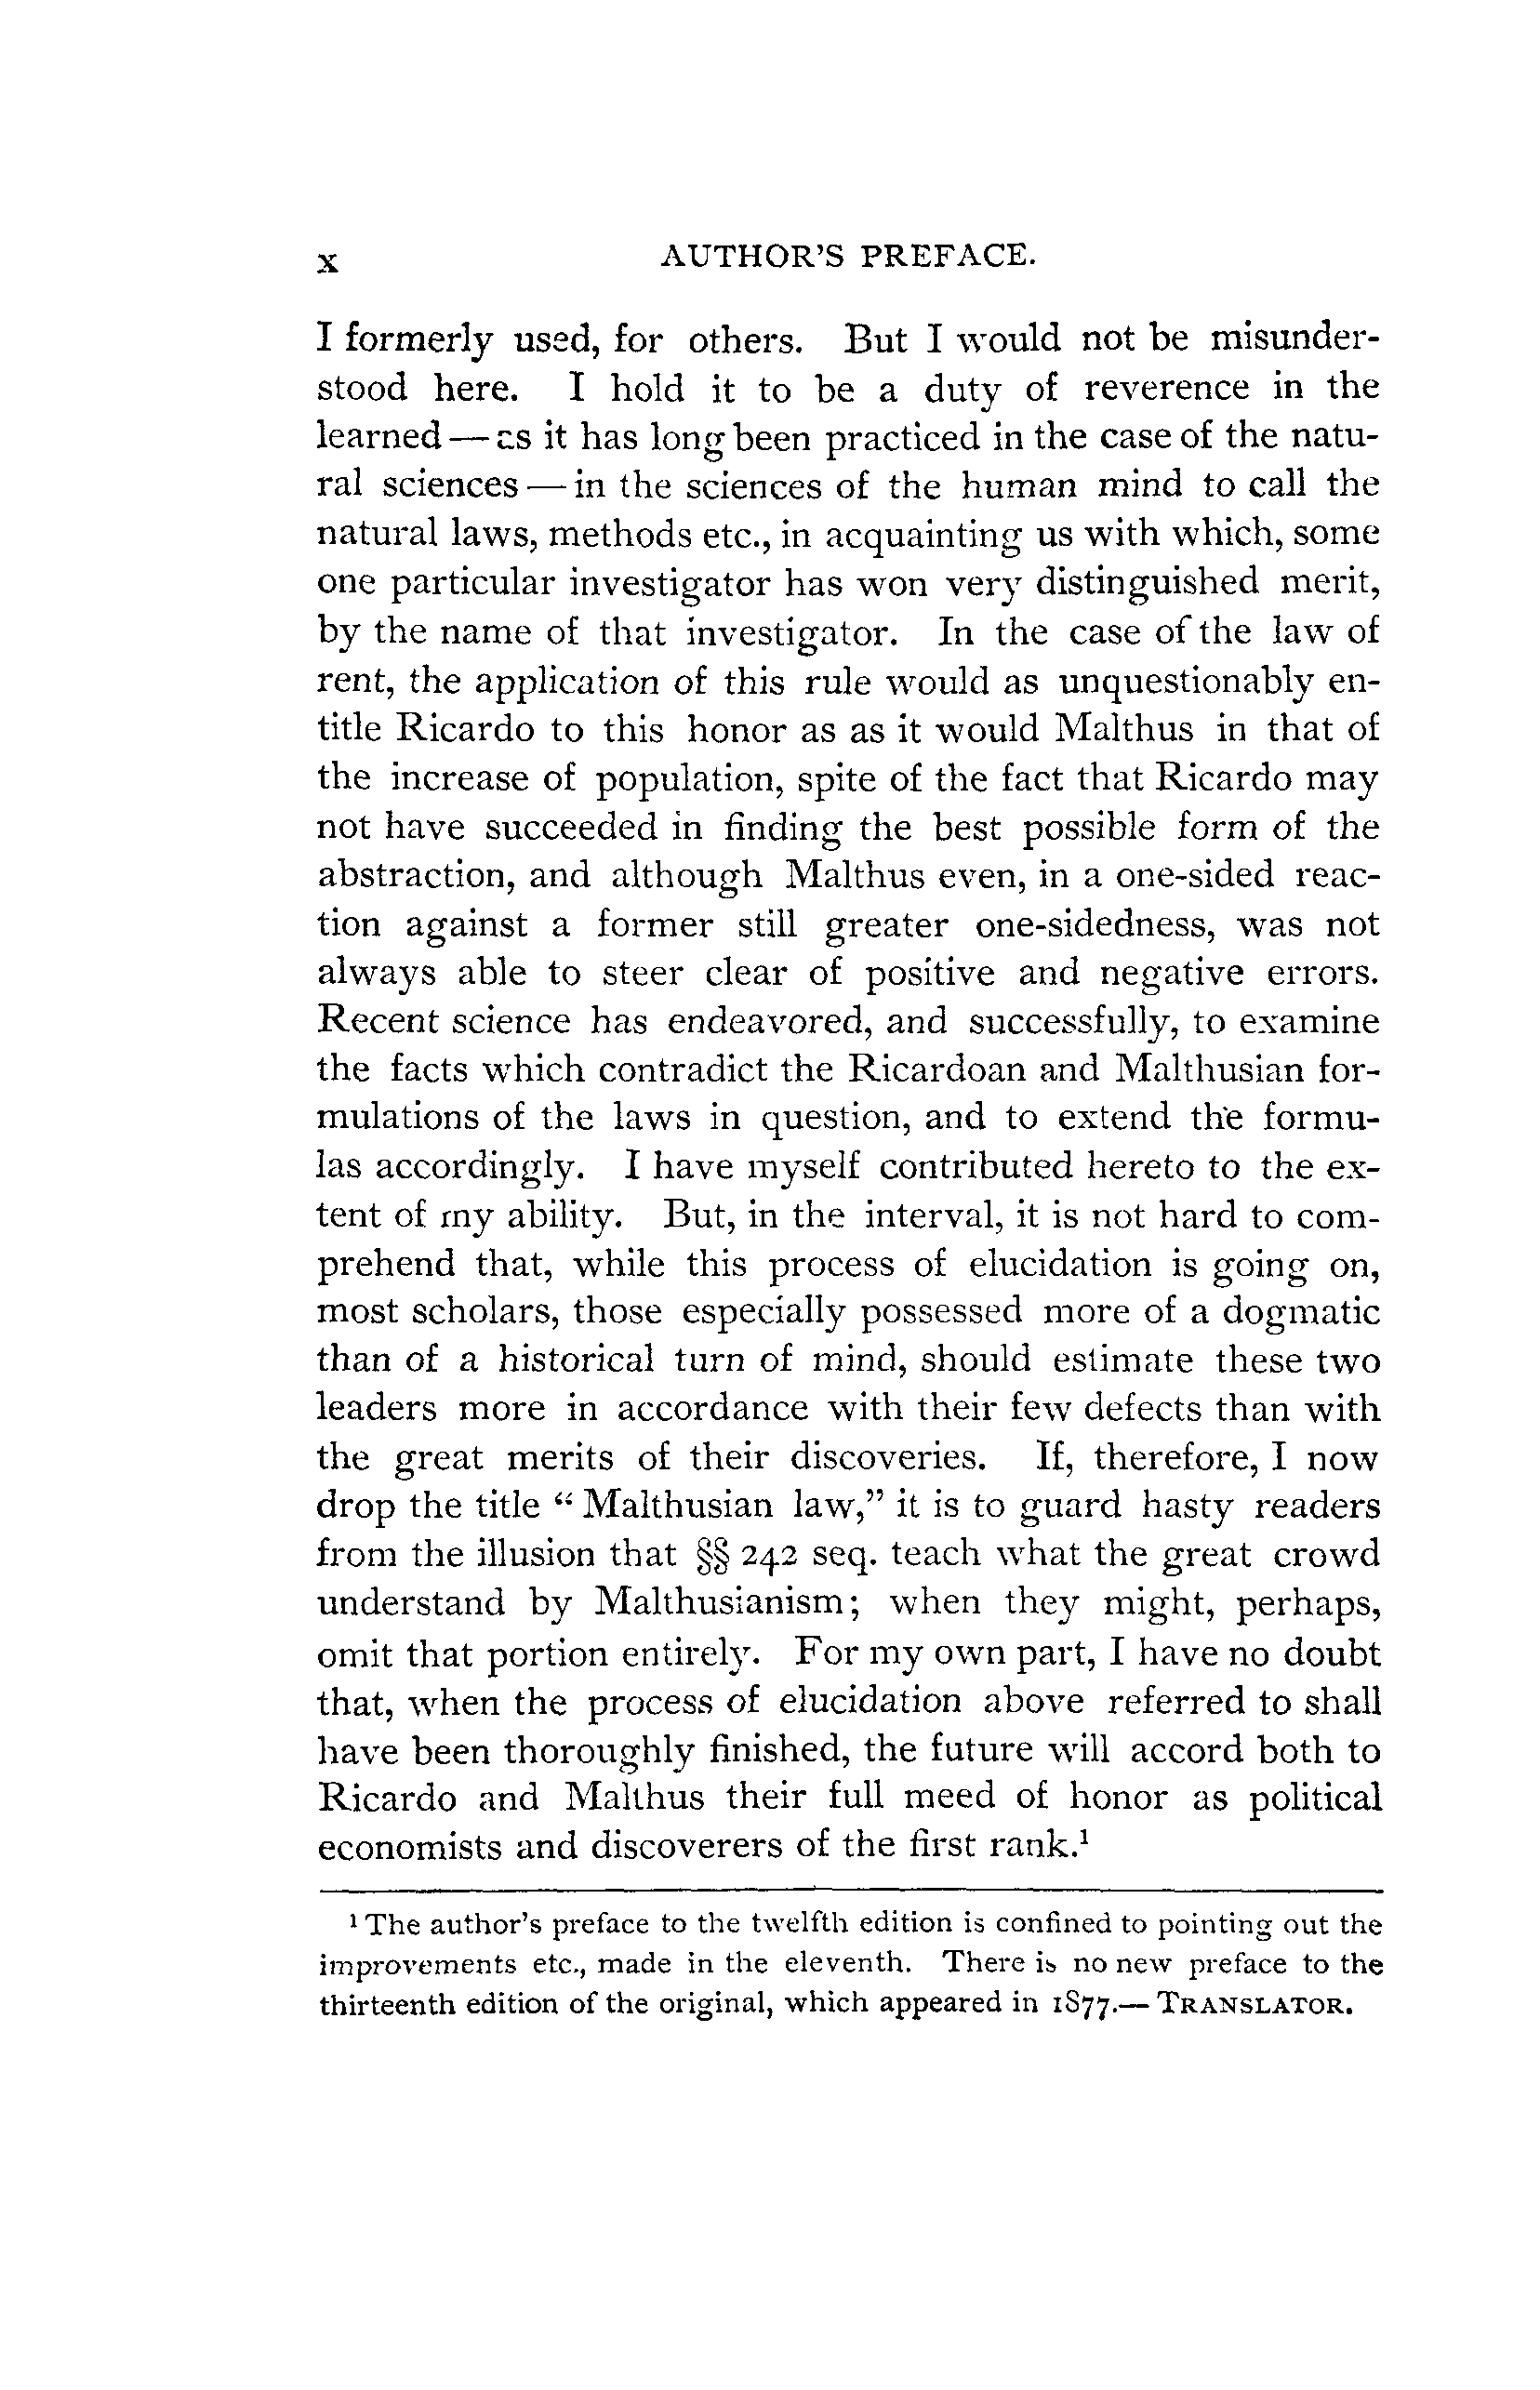 x AUTHOR'S PREFACE.
I formerly used, for others. But I would not be misunder-
stood here. I hold it to be a duty of reverence in the
learned — as it has long been practiced in the case of the natu-
ral sciences — in the sciences of the human mind to call the
natural laws, methods etc., in acquainting us with which, some
one particular investigator has won very distinguished merit,
by the name of that investigator. In the case of the law of
rent, the application of this rule would as unquestionably en-
title Ricardo to this honor as as it would Malthus in that of
the increase of population, spite of the fact that Ricardo may
not have succeeded in finding the best possible form of the
abstraction, and although Malthus even, in a one-sided reac-
tion against a former still greater one-sidedness, was not
always able to steer clear of positive and negative errors.
Recent science has endeavored, and successfully, to examine
the facts which contradict the Ricardoan and Malthusian for-
mulations of the laws in question, and to extend the formu-
las accordingly. I have myself contributed hereto to the ex-
tent of my ability. But, in the interval, it is not hard to com-
prehend that, while this process of elucidation is going on,
most scholars, those especially possessed more of a dogmatic
than of a historical turn of mind, should estimate these two
leaders more in accordance with their few defects than with
the great merits of their discoveries. If, therefore, I now
drop the title “Malthusian law,” it is to guard hasty readers
from the illusion that §§ 242 seq. teach what the great crowd
understand by Malthusianism; when they might, perhaps,
omit that portion entirely. For my own part, I have no doubt
that, when the process of elucidation above referred to shall
have been thoroughly finished, the future will accord both to
Ricardo and Malthus their full meed of honor as political
economists and discoverers of the first rank.¹
¹ The author's preface to the twelfth edition is confined to pointing out the
improvements etc., made in the eleventh. There is no new preface to the
thirteenth edition of the original, which appeared in 1877.— TRANSLATOR.